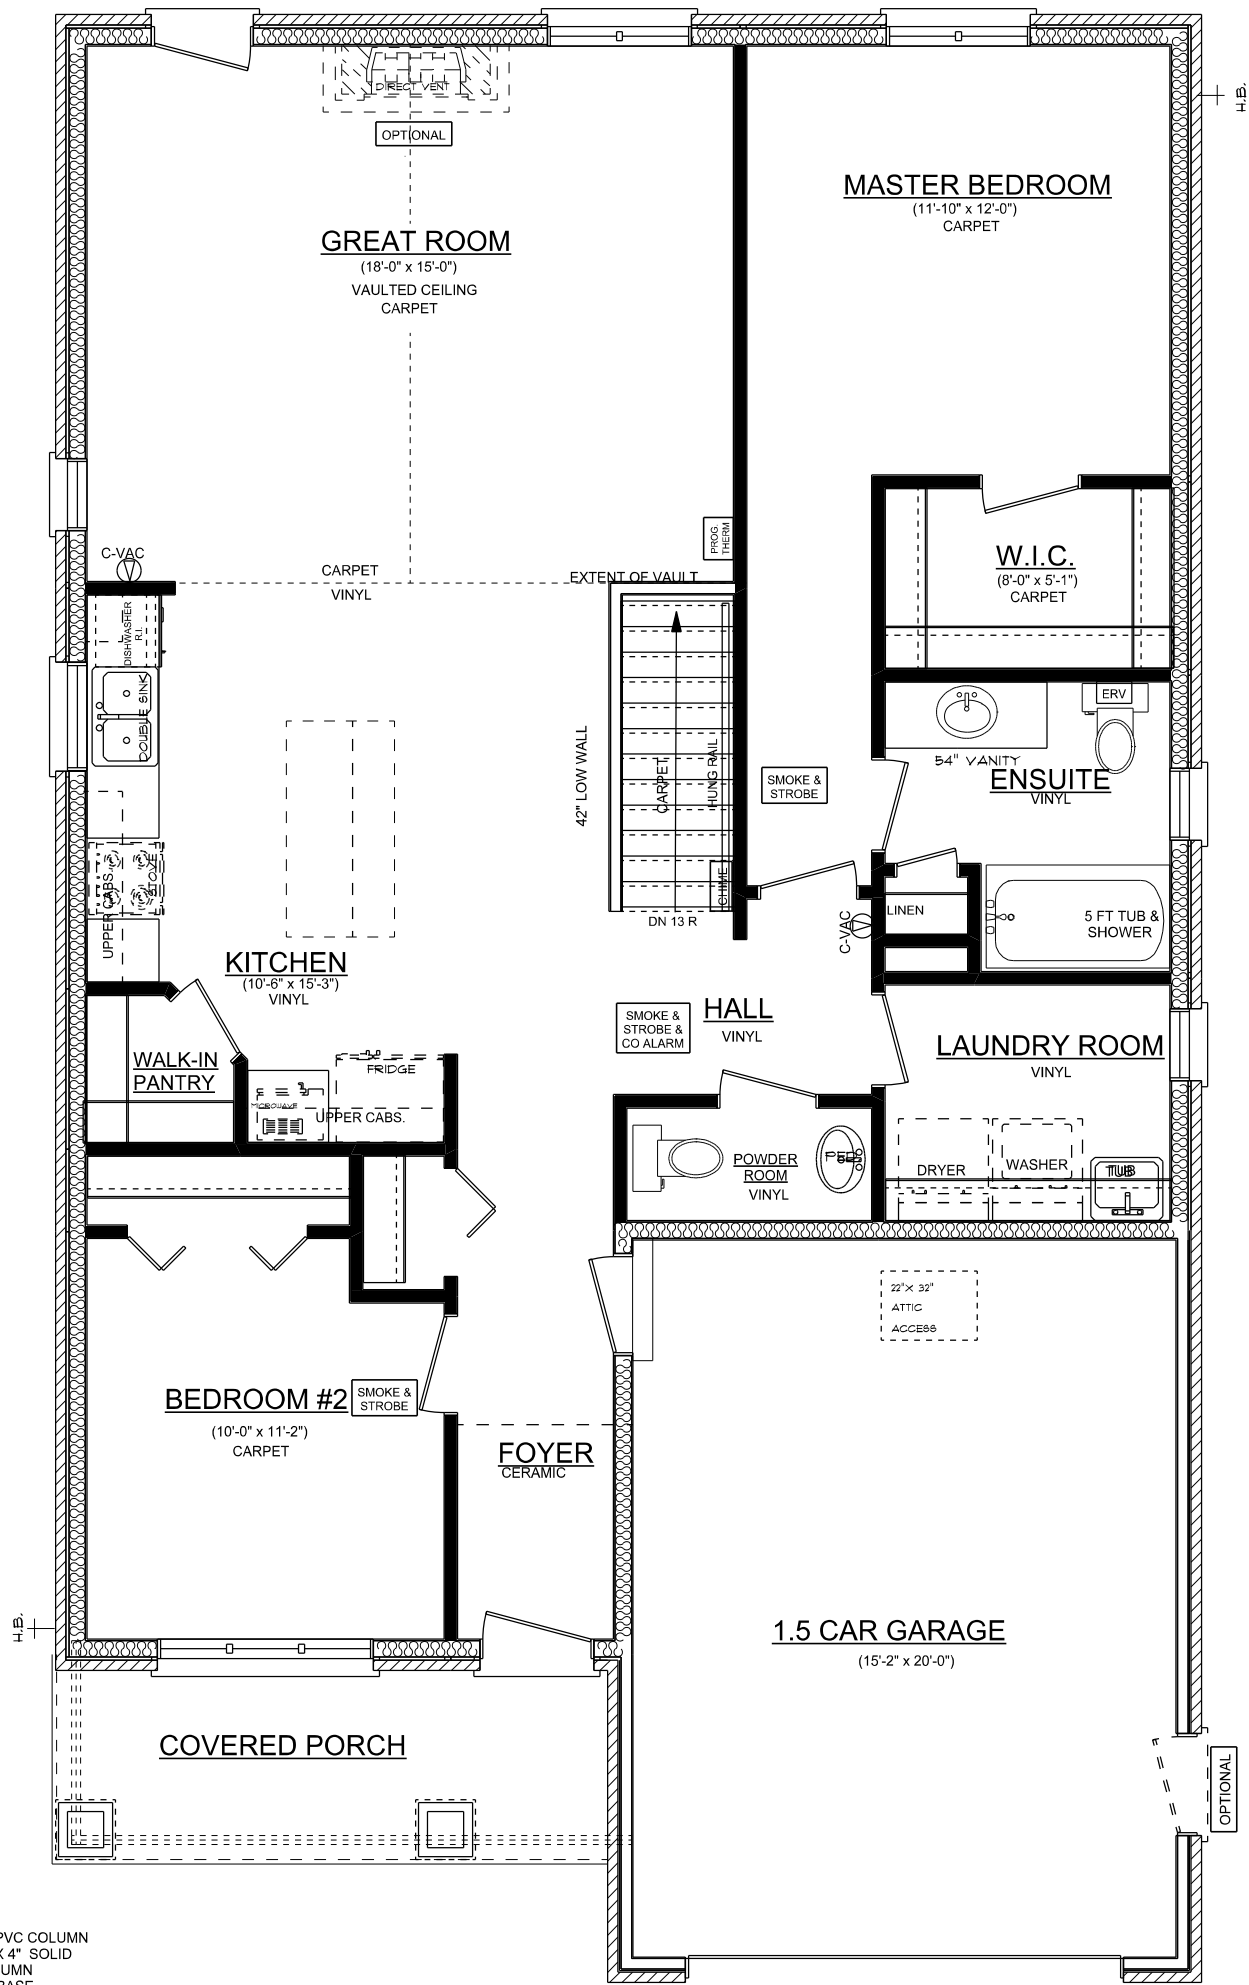 H.B.
DIRECT VENT
OPTIONAL
MASTER BEDROOM
(11'-10" x 12'-0")
CARPET
GREAT ROOM
(18'-0" x 15'-0")
VAULTED CEILING
CARPET
PROG.
THERM
C-VAC
CARPET
VINYL
EXTENT OF VAULT
W.I.C.
(8'-0" x 5'-1")
CARPET
DISHWASHER
R.I.
DOUBLE SINK
42" LOW WALL
CARPET
HUNG RAIL
CHIME
DN 13 R
SMOKE &
STROBE
ERV
54" VANITY
ENSUITE
VINYL
UPPER CABS.
STOVE
LINEN
C-VAC
5 FT TUB &
SHOWER
KITCHEN
(10'-6" x 15'-3")
VINYL
SMOKE &
STROBE &
CO ALARM
HALL
VINYL
LAUNDRY ROOM
VINYL
WALK-IN
PANTRY
FRIDGE
MICROWAVE
UPPER CABS.
POWDER
ROOM
VINYL
PED
DRYER
WASHER
TUB
22"X 32"
ATTIC
ACCESS
BEDROOM #2
(10'-0" x 11'-2")
CARPET
SMOKE &
STROBE
FOYER
CERAMIC
H.B.
1.5 CAR GARAGE
(15'-2" x 20'-0")
COVERED PORCH
OPTIONAL
PVC COLUMN
X 4" SOLID
UMN
BASE